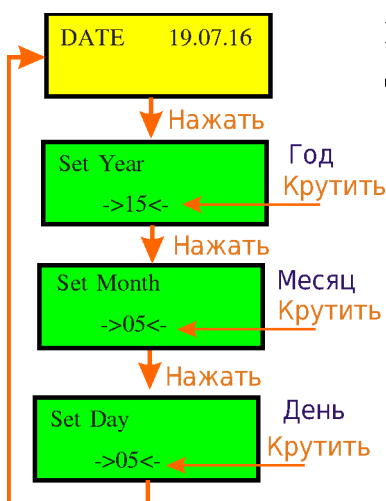 DATE 19.07.16
Нажать
Set Year
Год
->15<-
Крутить
Нажать
Set Month
Месяц
->05<-
Крутить
Нажать
Set Day
День
->05<-
Крутить